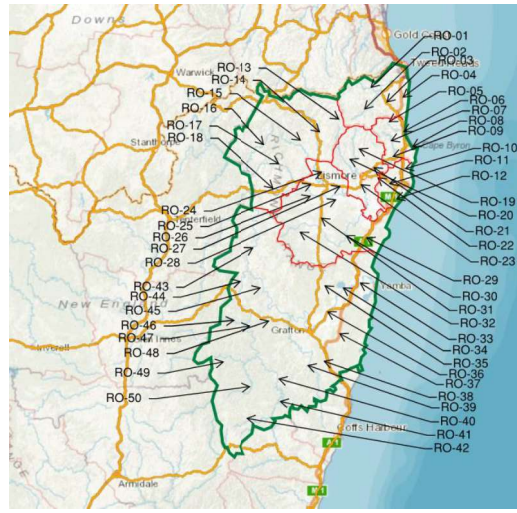 Downs
Gold Coast
RO-01
RO-02
RO-03
Tweed Heads
RO-04
RO-13
RO-14
Warwick
RO-15
RO-05
RO-16
RO-06
RO-07
RO-17
RO-08
RO-18
RO-09
Stanthorpe
Cape Byron
RO-10
RO-11
Lismore
RO-12
RO-19
RO-20
RO-24
RO-25
RO-21
RO-26
RO-22
RO-27
RO-23
RO-28
RO-29
RO-43
RO-30
RO-44
Yamba
New England
RO-45
RO-31
RO-32
RO-46
Grafton
RO-33
RO-47
Inverell
RO-48
RO-34
RO-35
RO-36
RO-49
RO-37
RO-38
RO-50
RO-39
RO-40
Coffs Harbour
RO-41
A1
RO-42
Armidale
M1